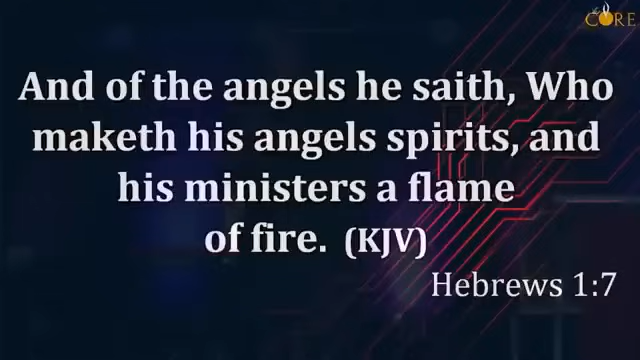 the CORE
And of the angels he saith, Who
maketh his angels spirits, and
his ministers a flame
of fire. (KJV)
Hebrews 1:7